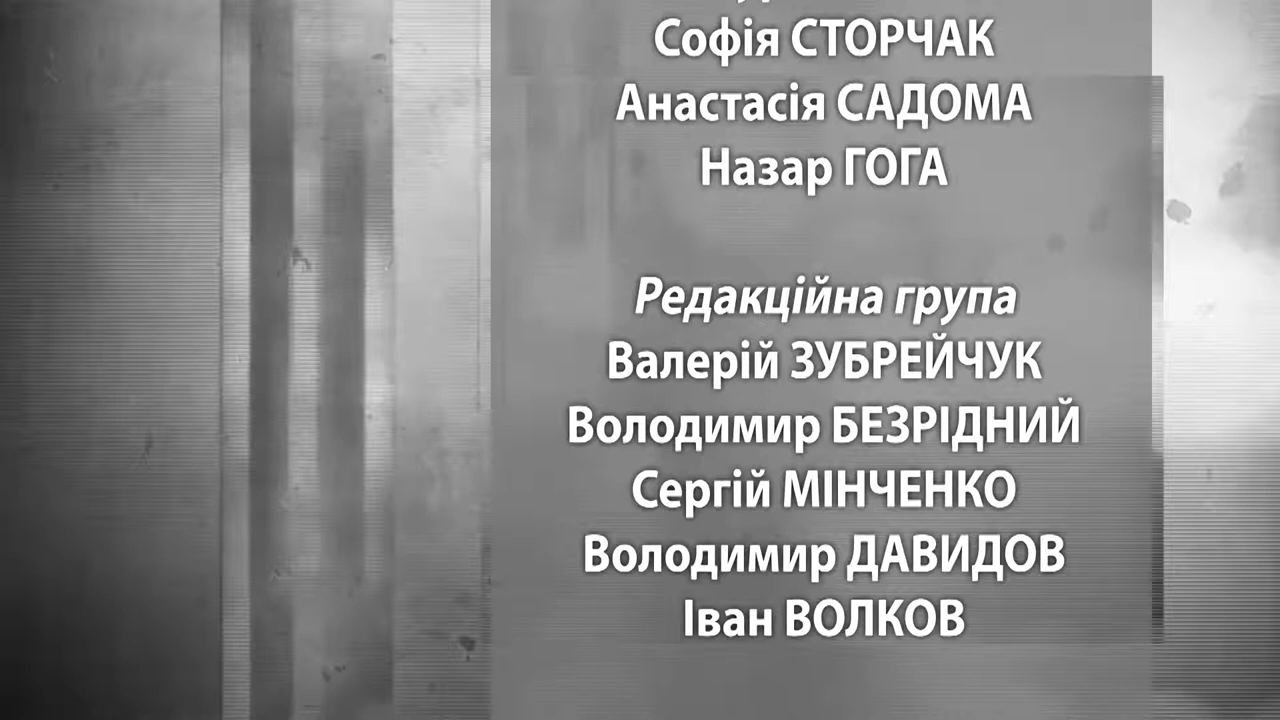 Софія СТОРЧАК
Анастасія САДОМА
Назар ГОГА
Редакційна група
Валерій ЗУБРЕЙЧУК
Володимир БЕЗРІДНИЙ
Сергій МІНЧЕНКО
Володимир ДАВИДОВ
Іван ВОЛКОВ